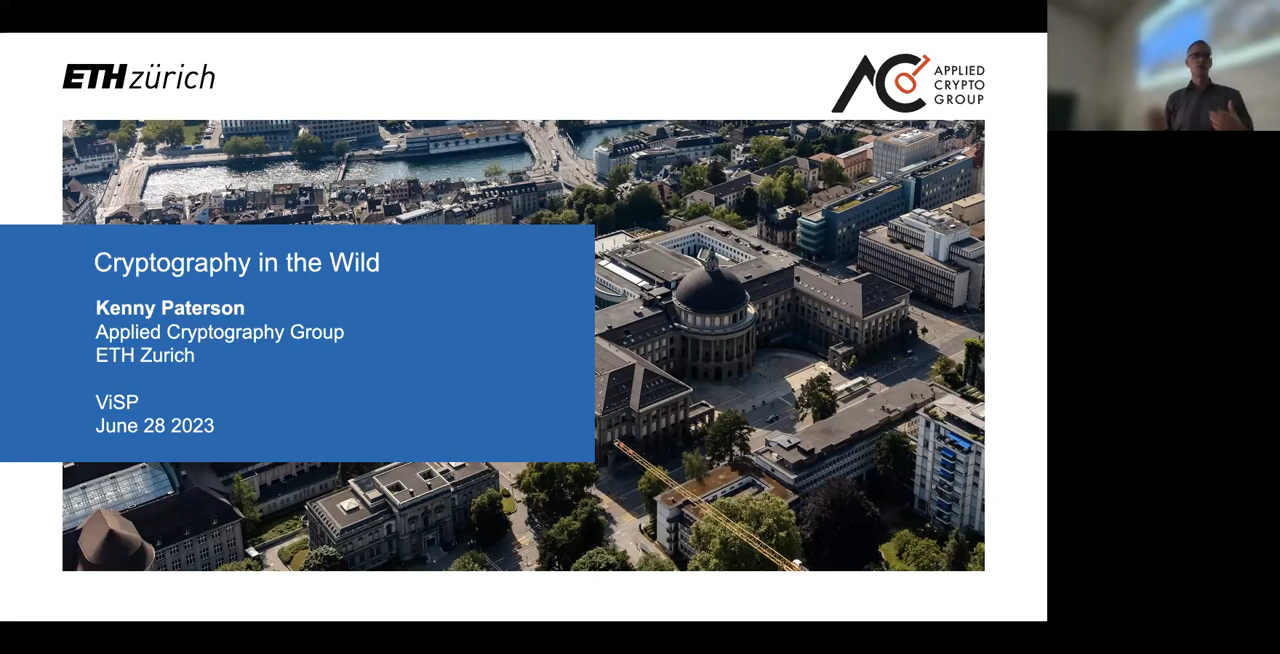 ETH zürich
APPLIED
CRYPTO
GROUP
Cryptography in the Wild
Kenny Paterson
Applied Cryptography Group
ETH Zurich
ViSP
June 28 2023